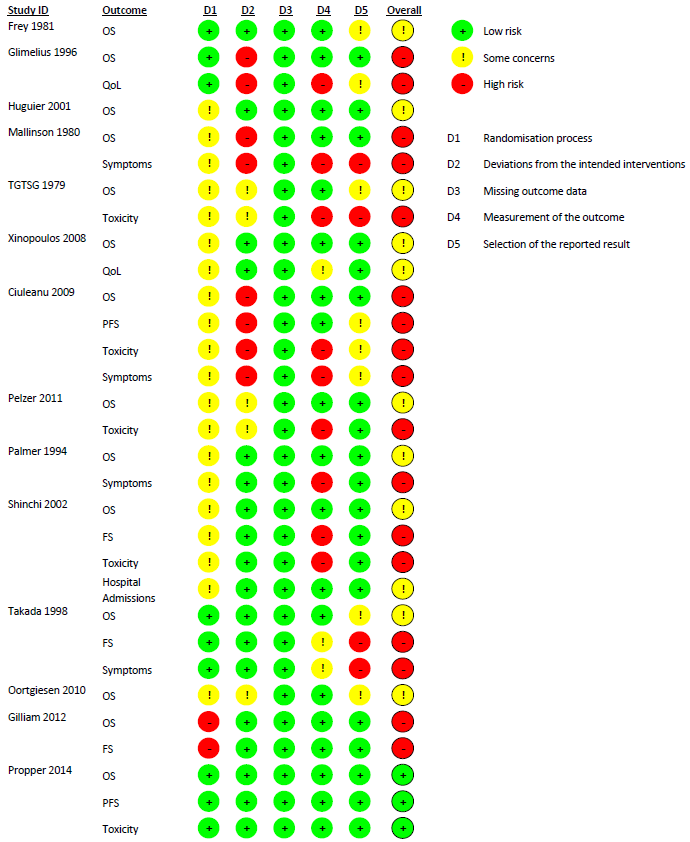 Study ID Outcome D1 D2 D3 D4 D5 Overall
Frey 1981 OS + + + + ! !
Glimelius 1996 OS + - + + + -
QoL + - + - ! -
Huguier 2001 OS ! + + + + !
Mallinson 1980 OS ! - + + + -
Symptoms ! - + - - -
TGTSG 1979 OS ! ! + + ! !
Toxicity ! ! + - - -
Xinopoulos 2008 OS ! + + + + !
QoL ! + + ! + !
Ciuleanu 2009 OS ! - + + + -
PFS ! - + + ! -
Toxicity ! - + - ! -
Symptoms ! - + - ! -
Pelzer 2011 OS ! ! + + + !
Toxicity ! ! + - + -
Palmer 1994 OS ! + + + + !
Symptoms ! + + - + -
Shinchi 2002 OS ! + + + + !
FS ! + + - + -
Toxicity ! + + - + -
Hospital
Admissions ! + + + + !
Takada 1998 OS + + + + ! !
FS + + + ! - -
Symptoms + + + ! - -
Oortgiesen 2010 OS ! ! + + ! !
Gilliam 2012 OS - + + + + -
FS - + + + + -
Propper 2014 OS + + + + + +
PFS + + + + + +
Toxicity + + + + + +
+ Low risk
! Some concerns
- High risk
D1 Randomisation process
D2 Deviations from the intended interventions
D3 Missing outcome data
D4 Measurement of the outcome
D5 Selection of the reported result